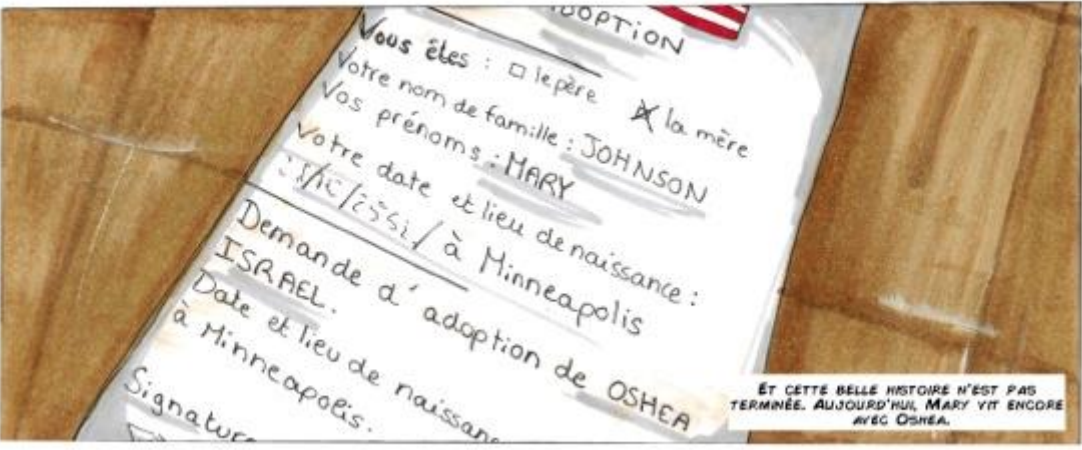 ADOPTION
Vous êtes : □ le père ☒ la mère
Votre nom de famille : JOHNSON
Vos prénoms : MARY
Votre date et lieu de naissance :
à Minneapolis
Demande d'adoption de OSHEA
ISRAEL.
Date et lieu de naissan
à Minneapolis.
Signature
ET CETTE BELLE HISTOIRE N'EST PAS
TERMINÉE. AUJOURD'HUI, MARY VIT ENCORE
AVEC OSHEA.